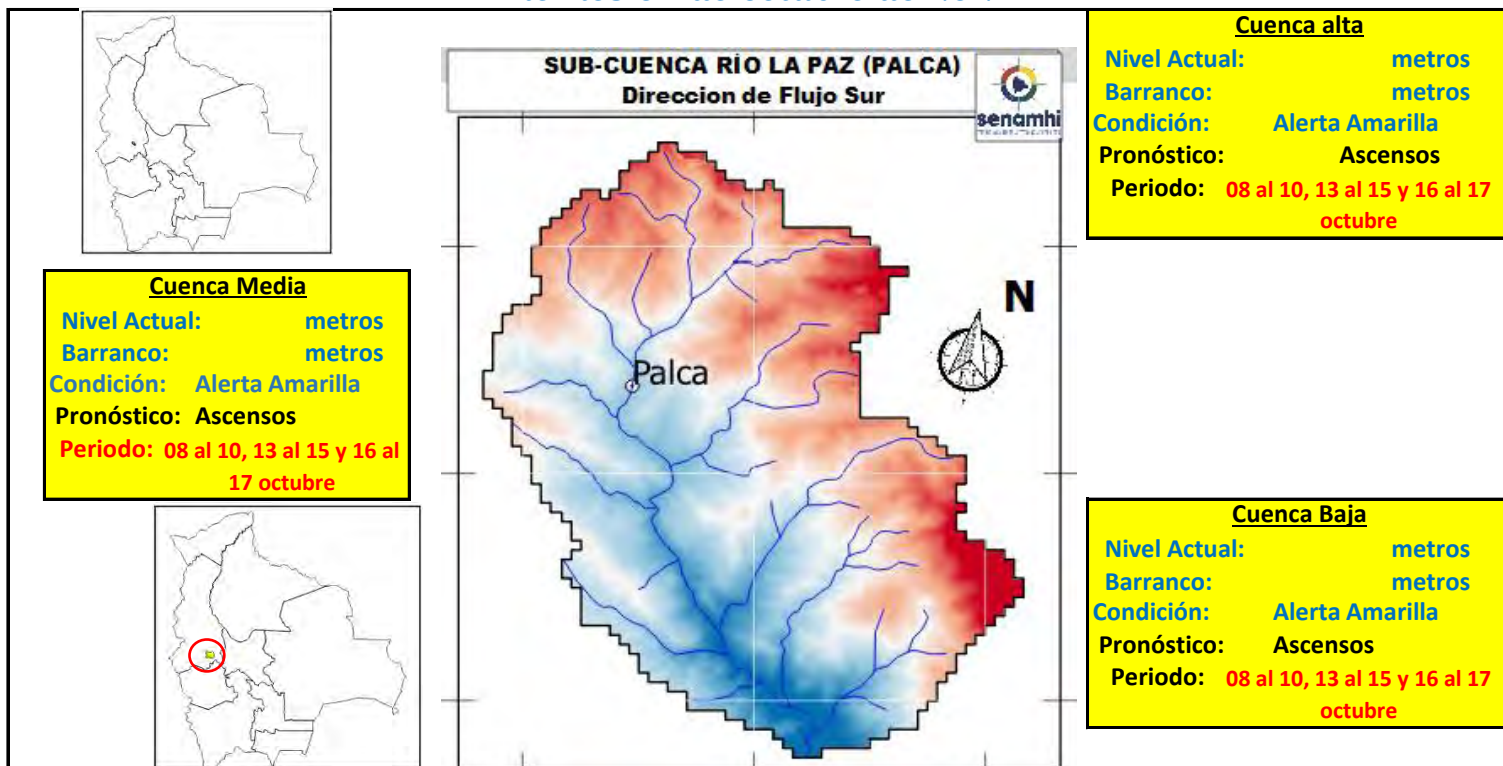 SUB-CUENCA RÍO LA PAZ (PALCA)
Direccion de Flujo Sur
senamhi
Cuenca alta
Nivel Actual: metros
Barranco: metros
Condición: Alerta Amarilla
Pronóstico: Ascensos
Periodo: 08 al 10, 13 al 15 y 16 al 17
octubre
Cuenca Media
Nivel Actual: metros
Barranco: metros
Condición: Alerta Amarilla
Pronóstico: Ascensos
Periodo: 08 al 10, 13 al 15 y 16 al
17 octubre
N
Palca
Cuenca Baja
Nivel Actual: metros
Barranco: metros
Condición: Alerta Amarilla
Pronóstico: Ascensos
Periodo: 08 al 10, 13 al 15 y 16 al 17
octubre